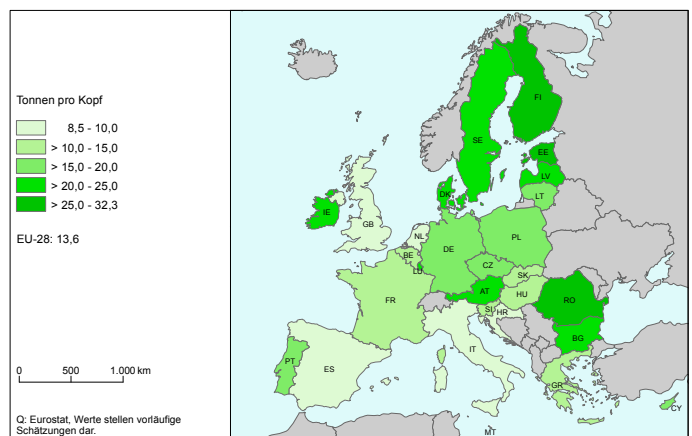 Tonnen pro Kopf
8,5 - 10,0
> 10,0 - 15,0
> 15,0 - 20,0
> 20,0 - 25,0
> 25,0 - 32,3
EU-28: 13,6
0 500 1.000 km
Q: Eurostat, Werte stellen vorläufige
Schätzungen dar.
FI
SE
EE
LV
DK
LT
IE
GB
NL
DE
PL
BE
LU
CZ
SK
FR
AT
HU
SI
HR
RO
BG
PT
ES
IT
GR
CY
MT